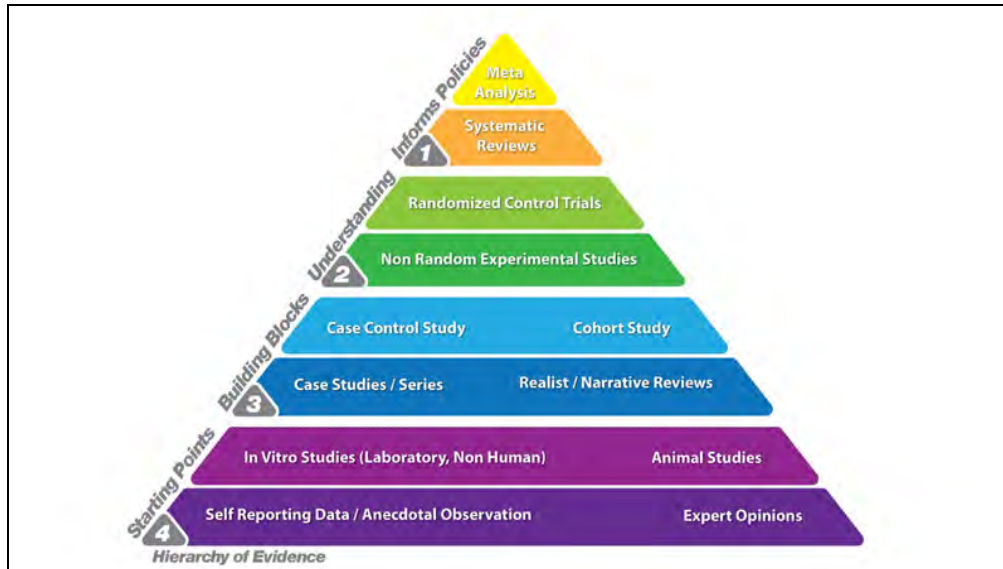 Meta
Analysis
Informs Policies
1
Systematic
Reviews
Randomized Control Trials
Understanding
2
Non Random Experimental Studies
Case Control Study Cohort Study
Building Blocks
3
Case Studies / Series Realist / Narrative Reviews
In Vitro Studies (Laboratory, Non Human) Animal Studies
Starting Points
4
Self Reporting Data / Anecdotal Observation Expert Opinions
Hierarchy of Evidence